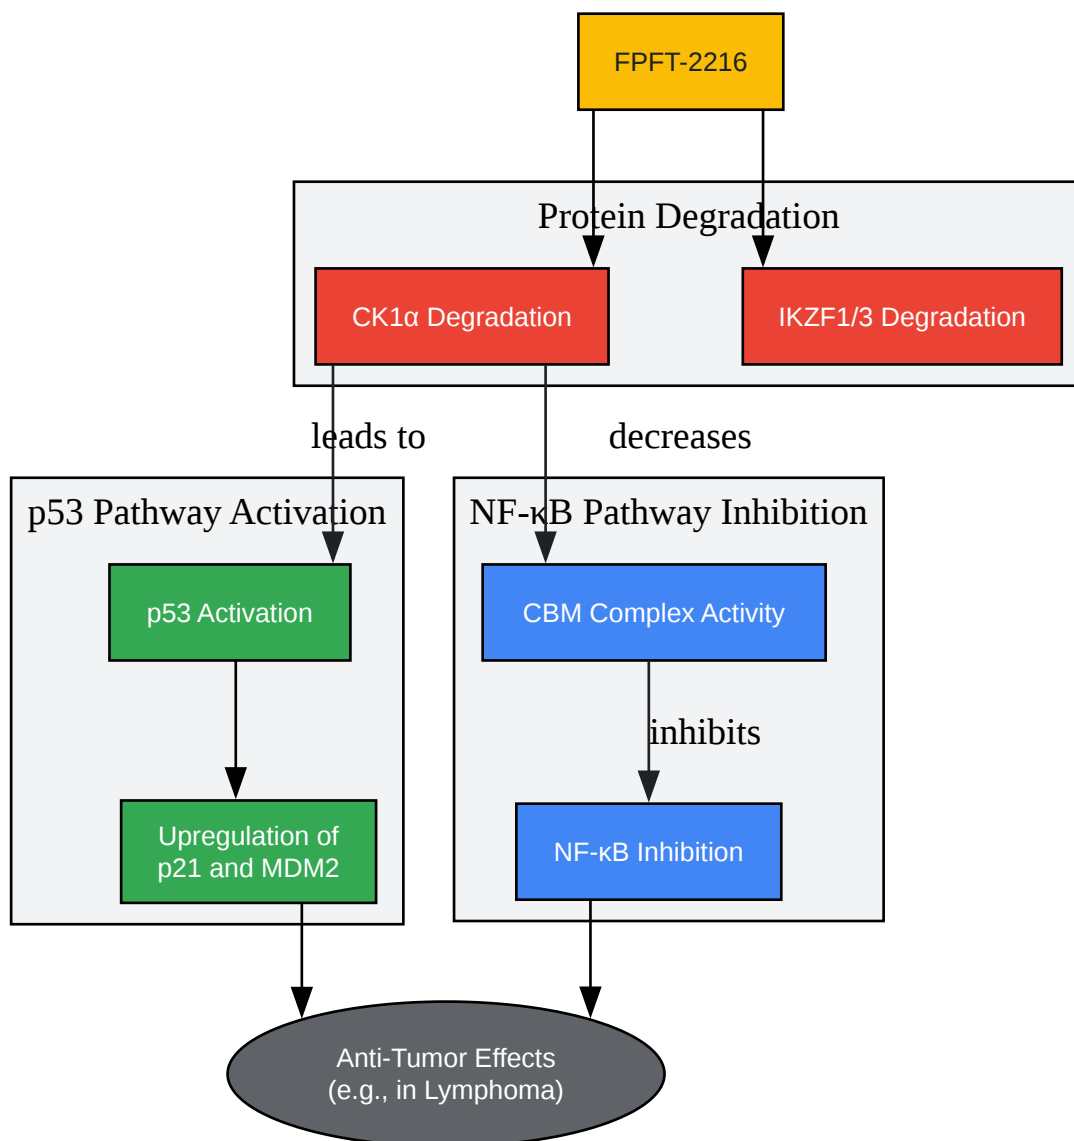 FPFT-2216
Protein Degradation
CK1α Degradation
IKZF1/3 Degradation
leads to
decreases
p53 Pathway Activation
NF-κB Pathway Inhibition
p53 Activation
CBM Complex Activity
inhibits
Upregulation of
p21 and MDM2
NF-κB Inhibition
Anti-Tumor Effects
(e.g., in Lymphoma)